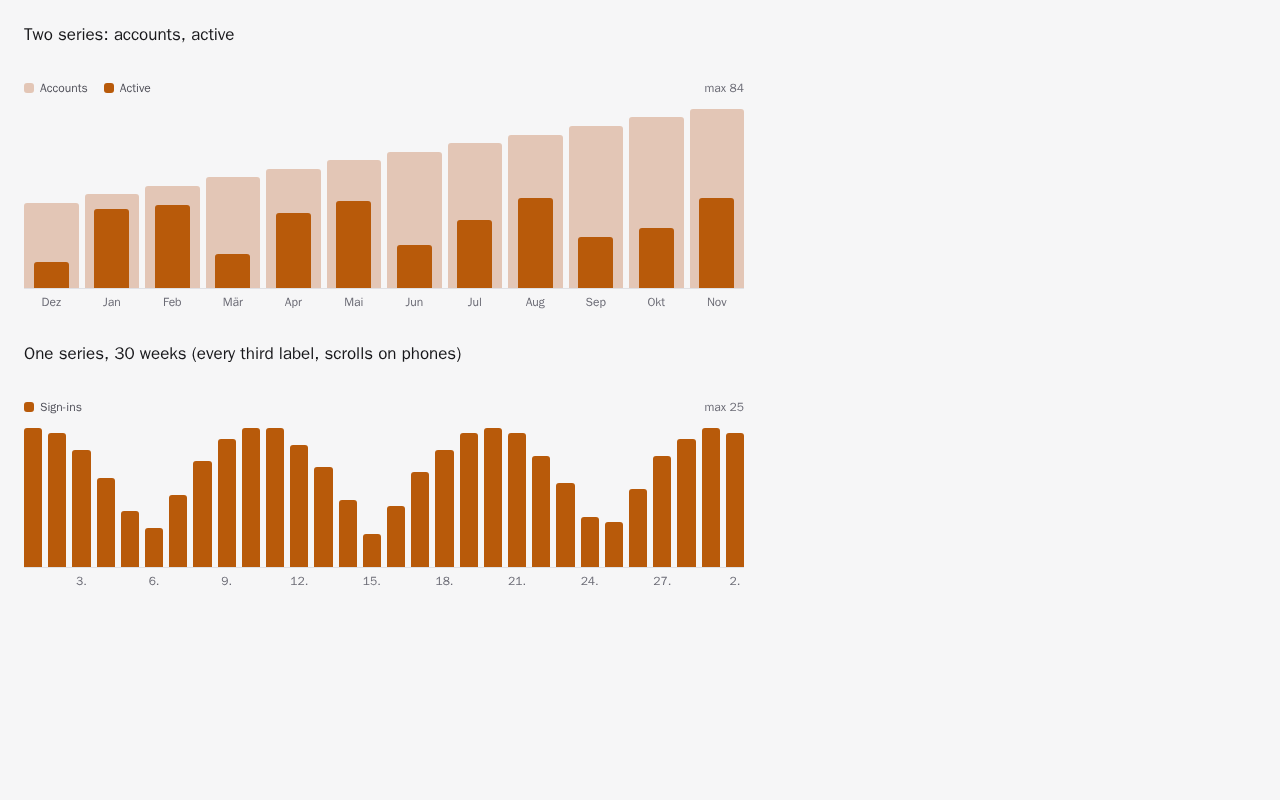 Two series: accounts, active
Accounts Active max 84
Dez Jan Feb Mär Apr Mai Jun Jul Aug Sep Okt Nov
One series, 30 weeks (every third label, scrolls on phones)
Sign-ins max 25
3. 6. 9. 12. 15. 18. 21. 24. 27. 2.